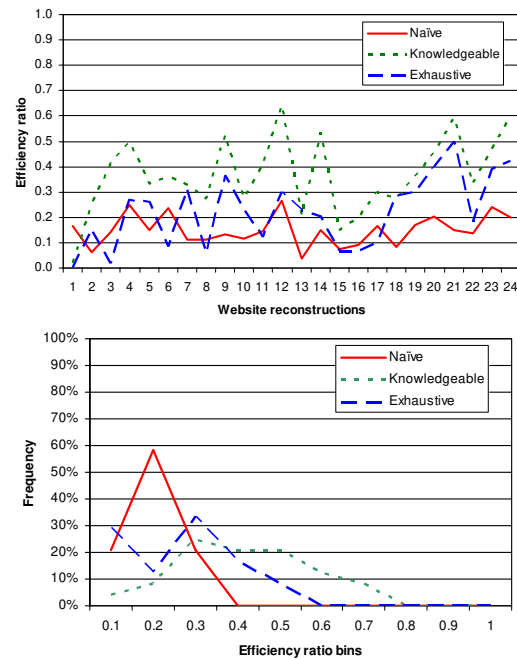 1.0
0.9
0.8
0.7
0.6
0.5
0.4
0.3
0.2
0.1
0.0
Efficiency ratio
Naïve
Knowledgeable
Exhaustive
1 2 3 4 5 6 7 8 9 10 11 12 13 14 15 16 17 18 19 20 21 22 23 24
Website reconstructions
100%
90%
80%
70%
60%
50%
40%
30%
20%
10%
0%
Frequency
Naïve
Knowledgeable
Exhaustive
0.1 0.2 0.3 0.4 0.5 0.6 0.7 0.8 0.9 1
Efficiency ratio bins